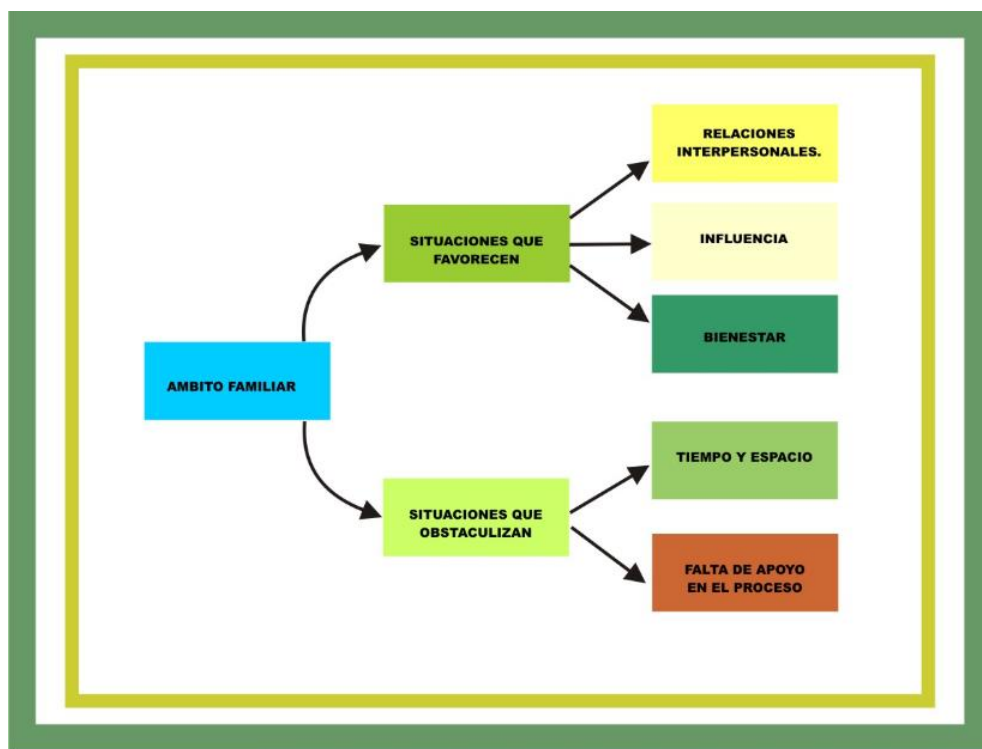 RELACIONES
INTERPERSONALES.
SITUACIONES QUE
FAVORECEN
INFLUENCIA
BIENESTAR
AMBITO FAMILIAR
TIEMPO Y ESPACIO
SITUACIONES QUE
OBSTACULIZAN
FALTA DE APOYO
EN EL PROCESO